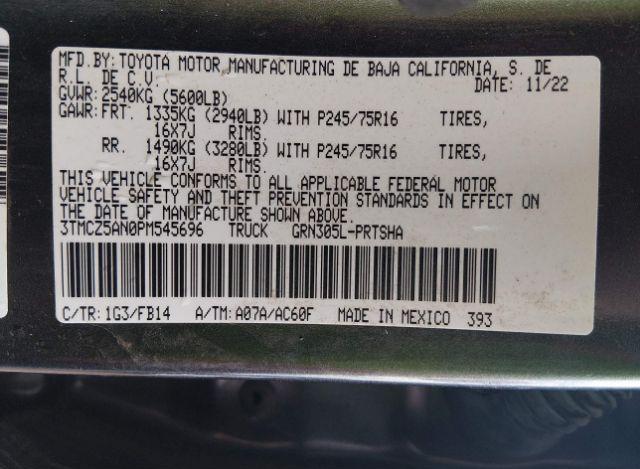 MFD.BY:TOYOTA MOTOR MANUFACTURING DE BAJA CALIFORNIA, S. DE
R.L. DE C.V. DATE: 11/22
GVWR:2540KG (5600LB)
GAWR:FRT. 1335KG (2940LB) WITH P245/75R16 TIRES,
16X7J RIMS.
RR. 1490KG (3280LB) WITH P245/75R16 TIRES,
16X7J RIMS.
THIS VEHICLE CONFORMS TO ALL APPLICABLE FEDERAL MOTOR
VEHICLE SAFETY AND THEFT PREVENTION STANDARDS IN EFFECT ON
THE DATE OF MANUFACTURE SHOWN ABOVE.
3TMCZ5AN0PM545696 TRUCK GRN305L-PRTSHA
C/TR:1G3/FB14 A/TM:A07A/AC60F MADE IN MEXICO 393